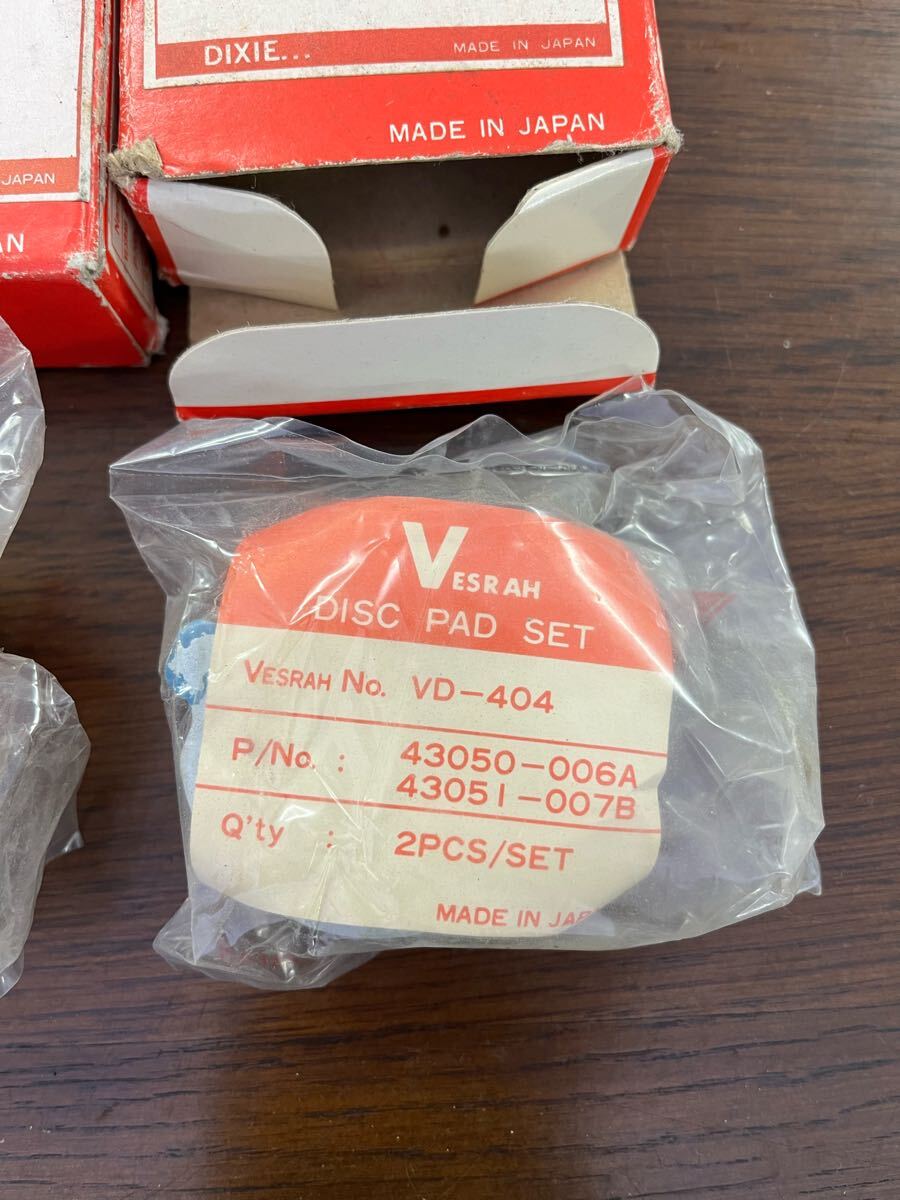 DIXIE... MADE IN JAPAN
MADE IN JAPAN
JAPAN
AN
VESRAH
DISC PAD SET
VESRAH No. VD-404
P/No. : 43050-006A
43051-007B
Q'ty : 2PCS/SET
MADE IN JAP